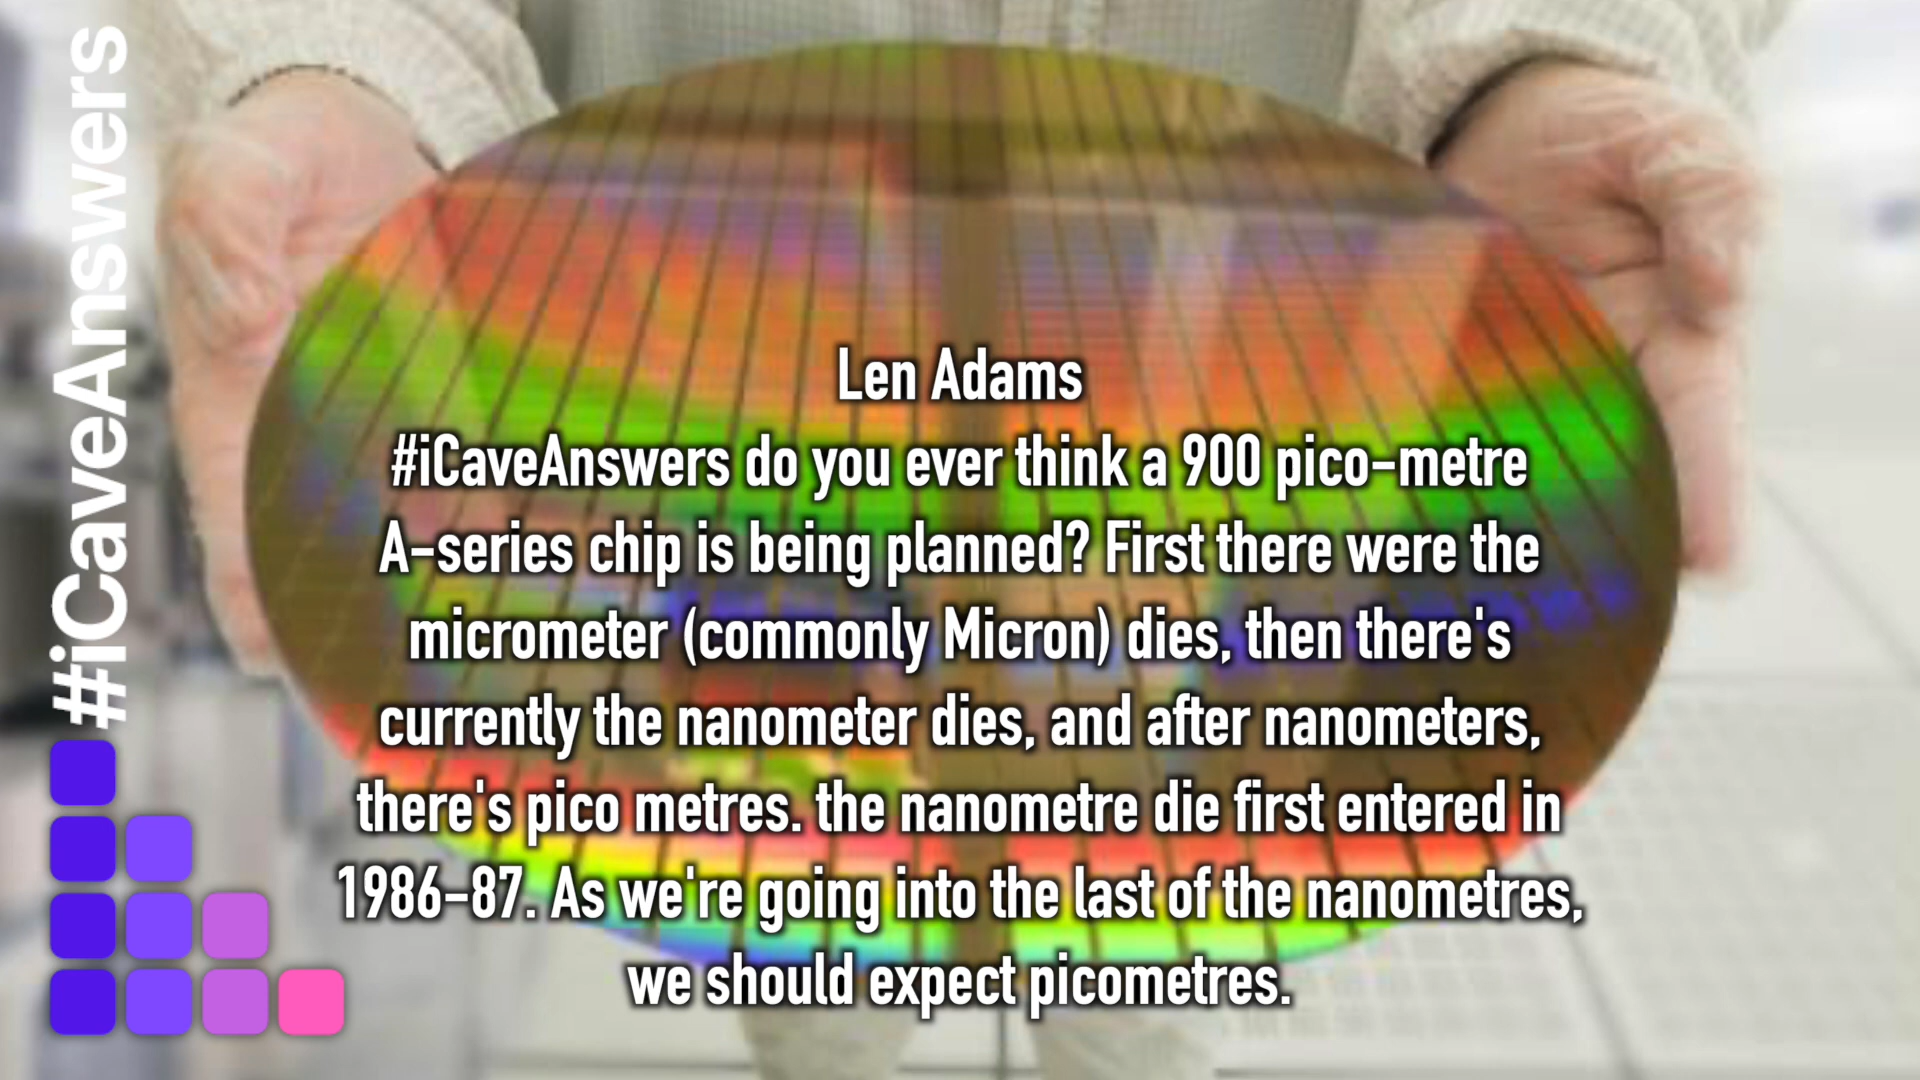 #iCaveAnswers
Len Adams
#iCaveAnswers do you ever think a 900 pico-metre
A-series chip is being planned? First there were the
micrometer (commonly Micron) dies, then there's
currently the nanometer dies, and after nanometers,
there's pico metres. the nanometre die first entered in
1986-87. As we're going into the last of the nanometres,
we should expect picometres.